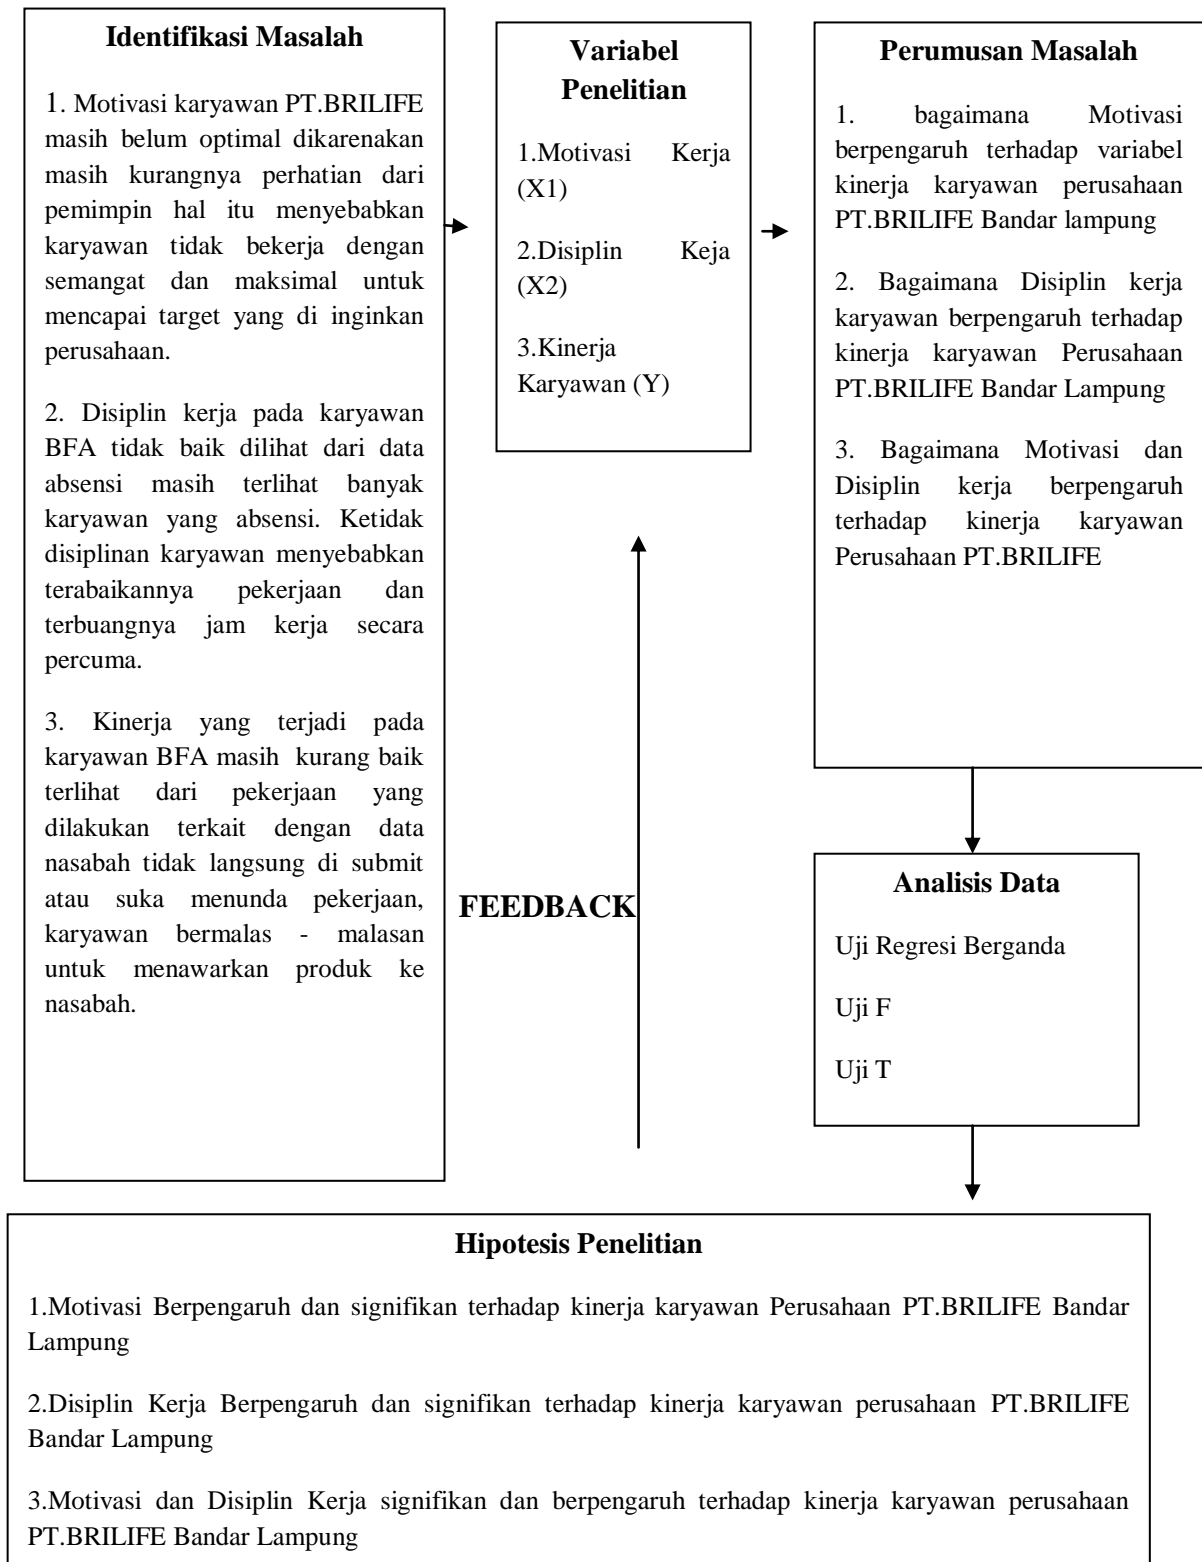 Identifikasi Masalah
1. Motivasi karyawan PT.BRILIFE
masih belum optimal dikarenakan
masih kurangnya perhatian dari
pemimpin hal itu menyebabkan
karyawan tidak bekerja dengan
semangat dan maksimal untuk
mencapai target yang di inginkan
perusahaan.
2. Disiplin kerja pada karyawan
BFA tidak baik dilihat dari data
absensi masih terlihat banyak
karyawan yang absensi. Ketidak
disiplinan karyawan menyebabkan
terabaikannya pekerjaan dan
terbuangnya jam kerja secara
percuma.
3. Kinerja yang terjadi pada
karyawan BFA masih kurang baik
terlihat dari pekerjaan yang
dilakukan terkait dengan data
nasabah tidak langsung di submit
atau suka menunda pekerjaan,
karyawan bermalas - malasan
untuk menawarkan produk ke
nasabah.
Variabel
Penelitian
1.Motivasi Kerja
(X1)
2.Disiplin Keja
(X2)
3.Kinerja
Karyawan (Y)
Perumusan Masalah
1. bagaimana Motivasi
berpengaruh terhadap variabel
kinerja karyawan perusahaan
PT.BRILIFE Bandar lampung
2. Bagaimana Disiplin kerja
karyawan berpengaruh terhadap
kinerja karyawan Perusahaan
PT.BRILIFE Bandar Lampung
3. Bagaimana Motivasi dan
Disiplin kerja berpengaruh
terhadap kinerja karyawan
Perusahaan PT.BRILIFE
FEEDBACK
Analisis Data
Uji Regresi Berganda
Uji F
Uji T
Hipotesis Penelitian
1.Motivasi Berpengaruh dan signifikan terhadap kinerja karyawan Perusahaan PT.BRILIFE Bandar
Lampung
2.Disiplin Kerja Berpengaruh dan signifikan terhadap kinerja karyawan perusahaan PT.BRILIFE
Bandar Lampung
3.Motivasi dan Disiplin Kerja signifikan dan berpengaruh terhadap kinerja karyawan perusahaan
PT.BRILIFE Bandar Lampung